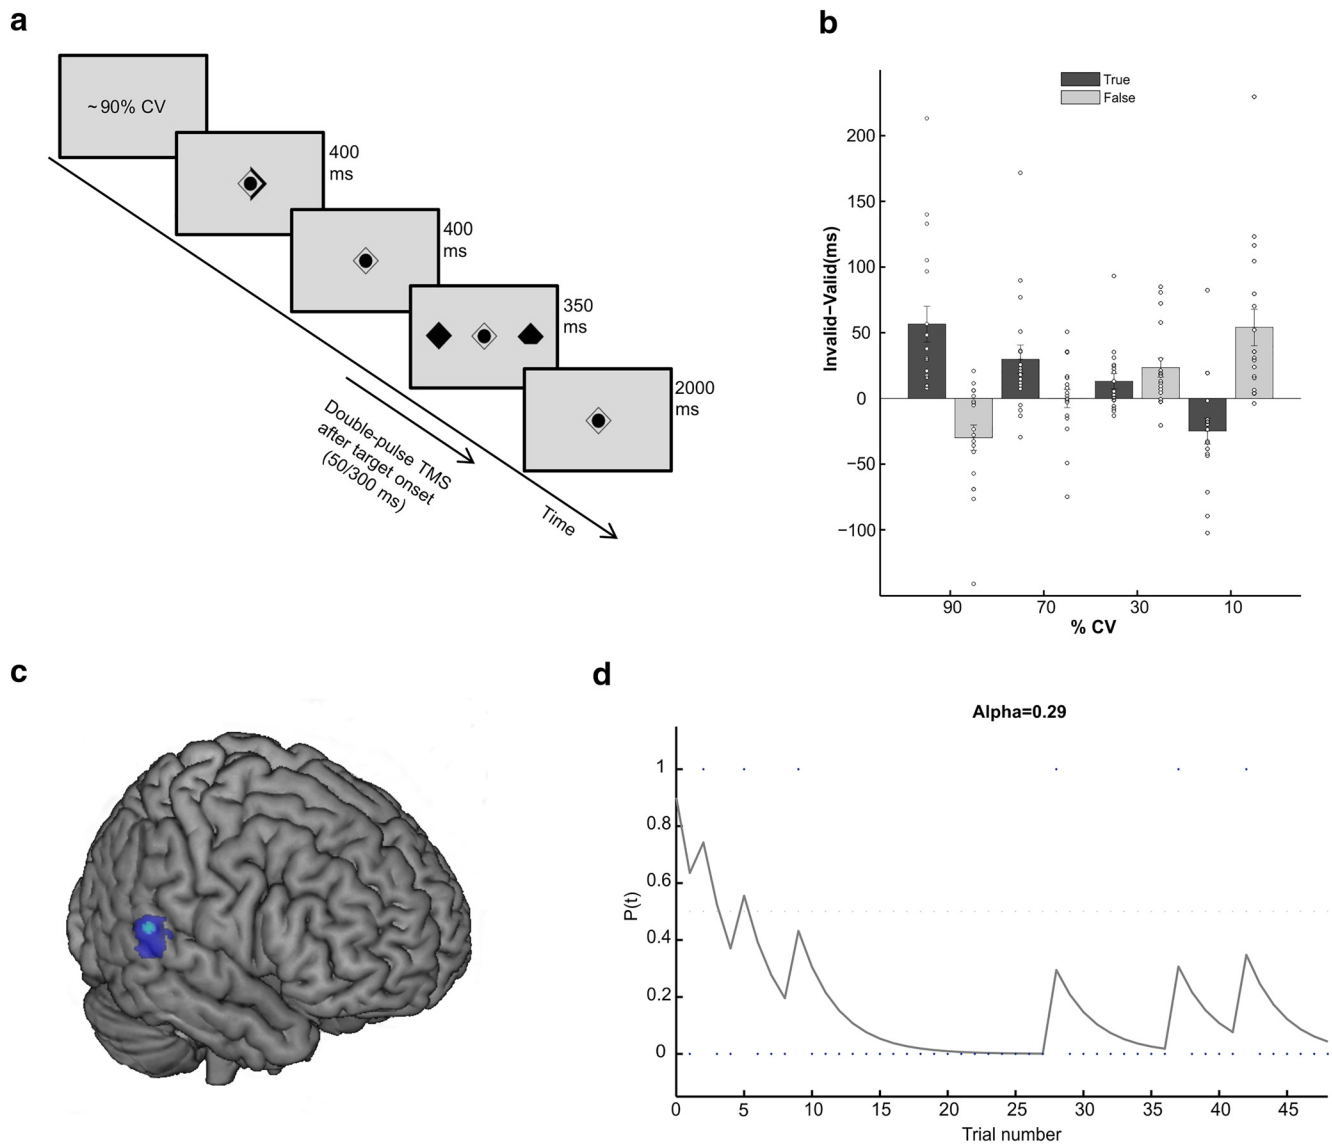 a
~90% CV
400
ms
400
ms
350
ms
2000
ms
Double-pulse TMS
after target onset
(50/300 ms)
Time
b
True
False
200
150
100
50
0
−50
−100
Invalid−Valid(ms)
90 70 30 10
% CV
c
d
Alpha=0.29
1
0.8
0.6
0.4
0.2
0
P(t)
0 5 10 15 20 25 30 35 40 45
Trial number